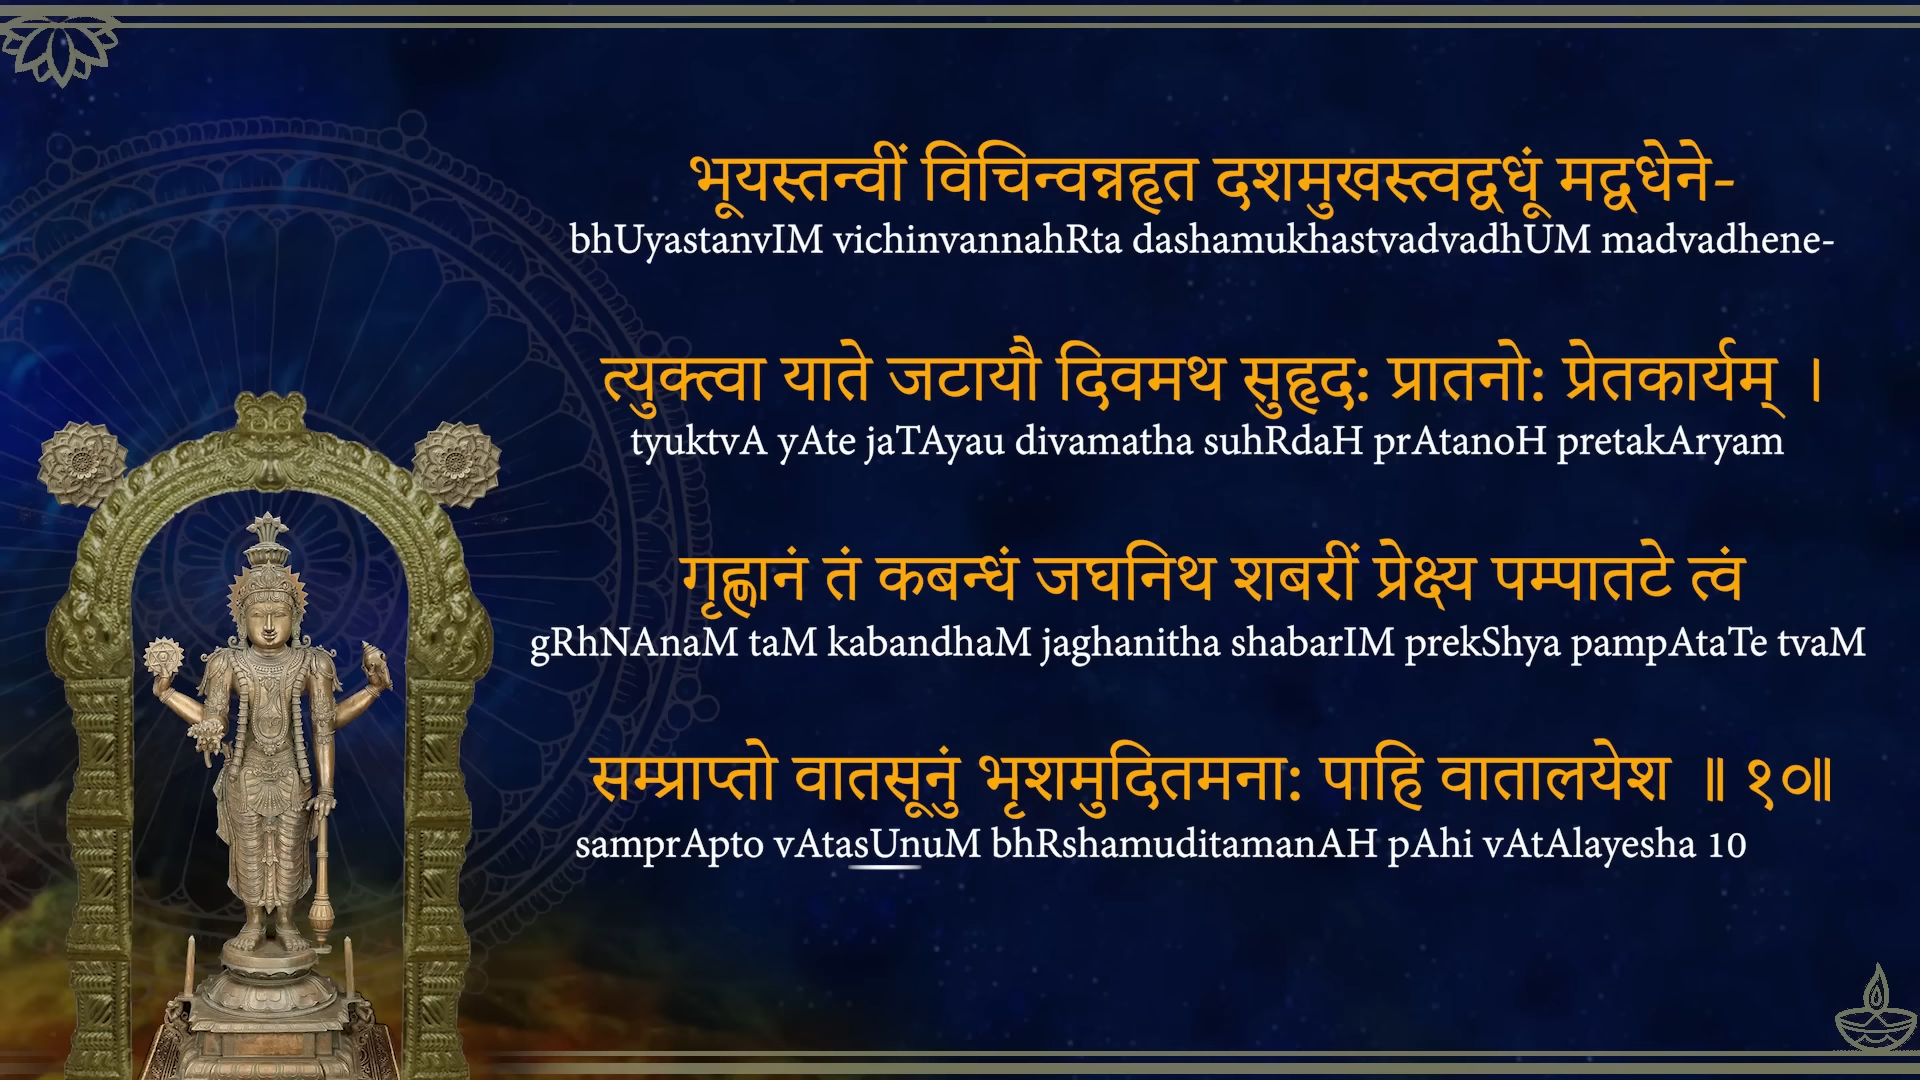 भूयस्तन्वीं विचिन्वन्नहृत दशमुखस्त्वद्वधूं मद्वधेने-
bhUyastanvIM vichinvannahRta dashamukhastvadvadhUM madvadhene-
त्युक्त्वा याते जटायौ दिवमथ सुहृद: प्रातनो: प्रेतकार्यम् ।
tyuktvA yAte jaTAyau divamatha suhRdaH prAtanoH pretakAryam
गृह्णानं तं कबन्धं जघनिथ शबरीं प्रेक्ष्य पम्पातटे त्वं
gRhNAnaM taM kabandhaM jaghanitha shabarIM prekShya pampAtaTe tvaM
सम्प्राप्तो वातसूनुं भृशमुदितमना: पाहि वातालयेश ॥ १०॥
samprApto vAtasUnuM bhRshamuditamanAH pAhi vAtAlayesha 10